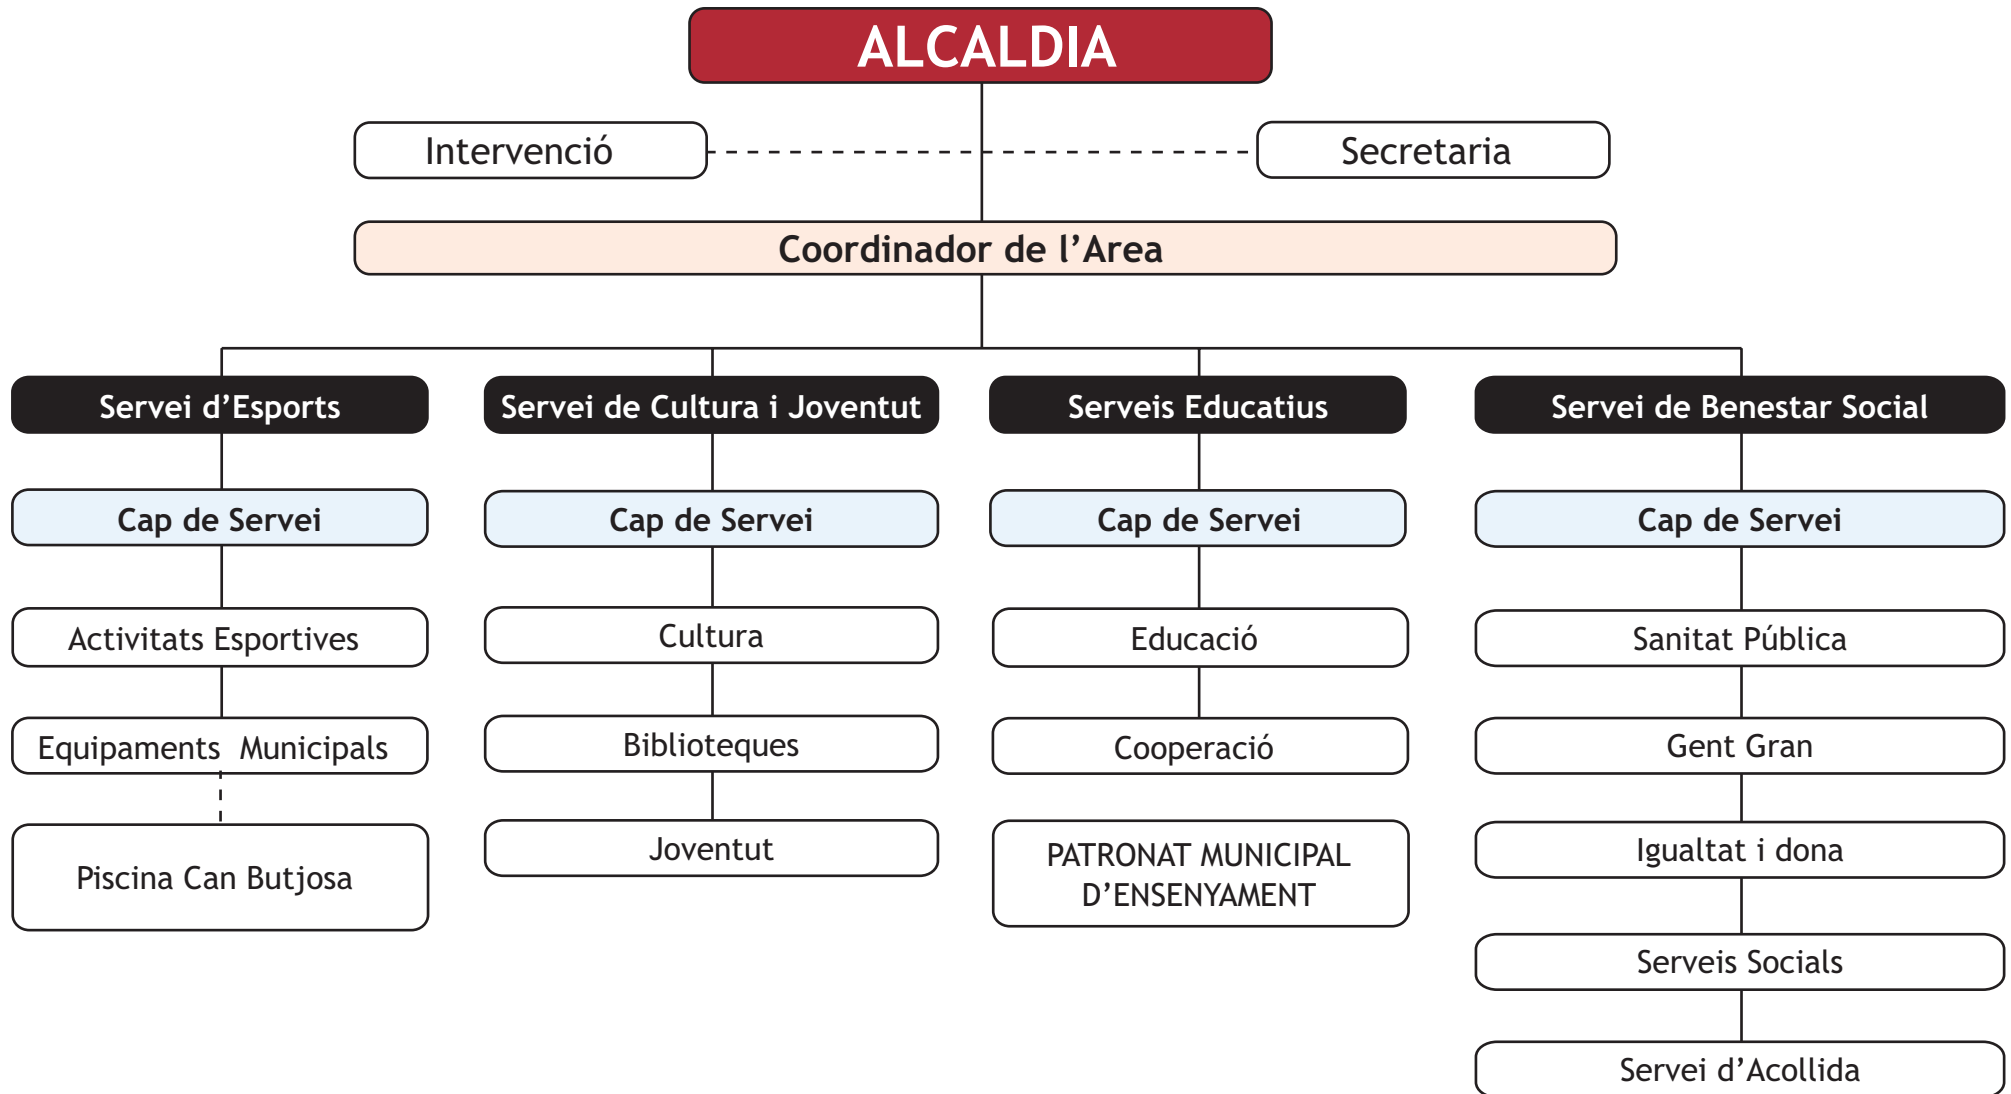 ALCALDIA
Intervenció
Secretaria
Coordinador de l’Area
Servei d’Esports
Servei de Cultura i Joventut
Serveis Educatius
Servei de Benestar Social
Cap de Servei
Cap de Servei
Cap de Servei
Cap de Servei
Activitats Esportives
Cultura
Educació
Sanitat Pública
Equipaments  Municipals
Biblioteques
Cooperació
Gent Gran
Piscina Can Butjosa
Joventut
PATRONAT MUNICIPAL
D’ENSENYAMENT
Igualtat i dona
Serveis Socials
Servei d’Acollida